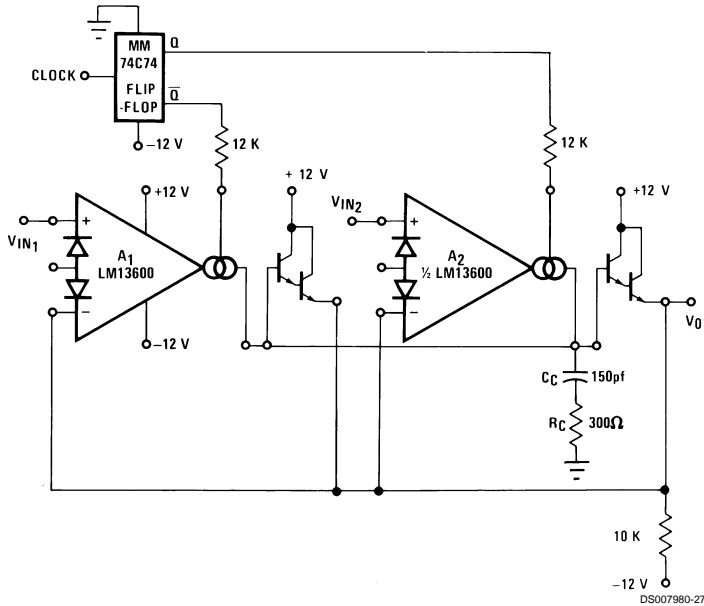 MM
74C74
FLIP
-FLOP
Q
Q̅
CLOCK
−12 V
12 K
12 K
+12 V
+ 12 V
+12 V
VIN1
+
A1
LM13600
−
−12 V
VIN2
+
A2
½ LM13600
−
VO
CC
150pf
RC
300Ω
10 K
−12 V
DS007980-27